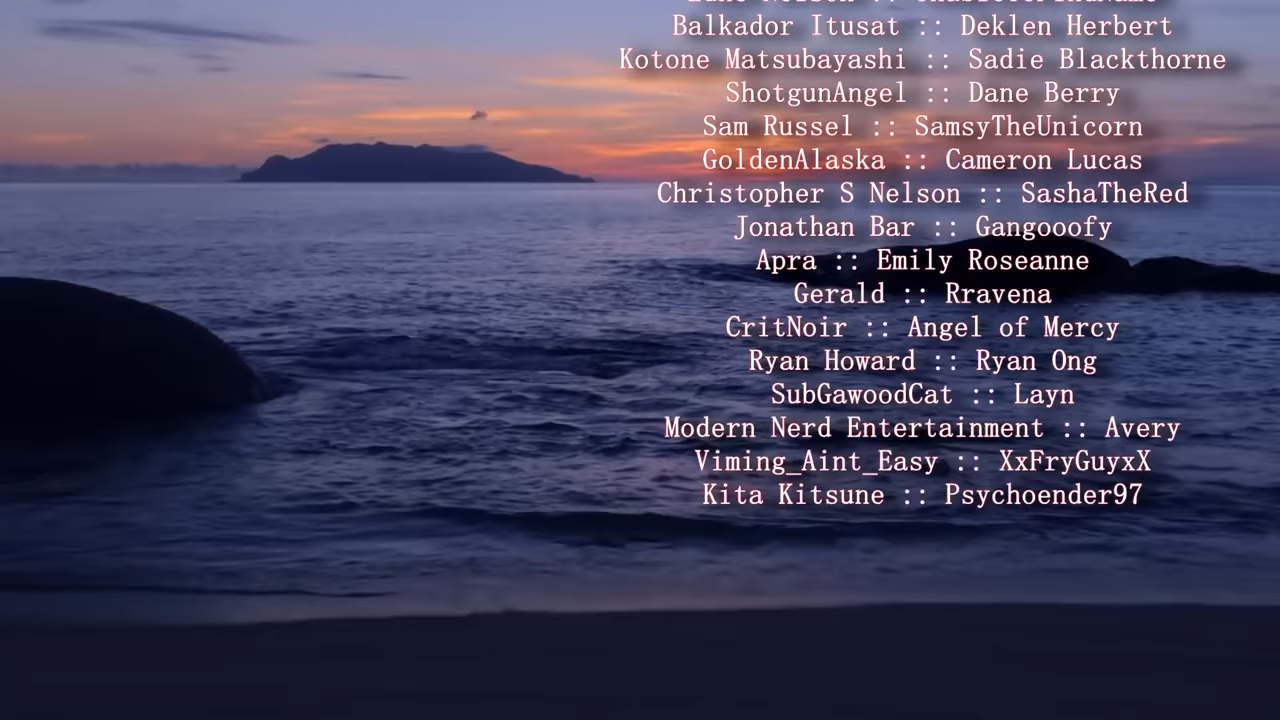 Balkador Itusat :: Deklen Herbert
Kotone Matsubayashi :: Sadie Blackthorne
ShotgunAngel :: Dane Berry
Sam Russel :: SamsyTheUnicorn
GoldenAlaska :: Cameron Lucas
Christopher S Nelson :: SashaTheRed
Jonathan Bar :: Gangooofy
Apra :: Emily Roseanne
Gerald :: Rravena
CritNoir :: Angel of Mercy
Ryan Howard :: Ryan Ong
SubGawoodCat :: Layn
Modern Nerd Entertainment :: Avery
Viming_Aint_Easy :: XxFryGuyxX
Kita Kitsune :: Psychoender97